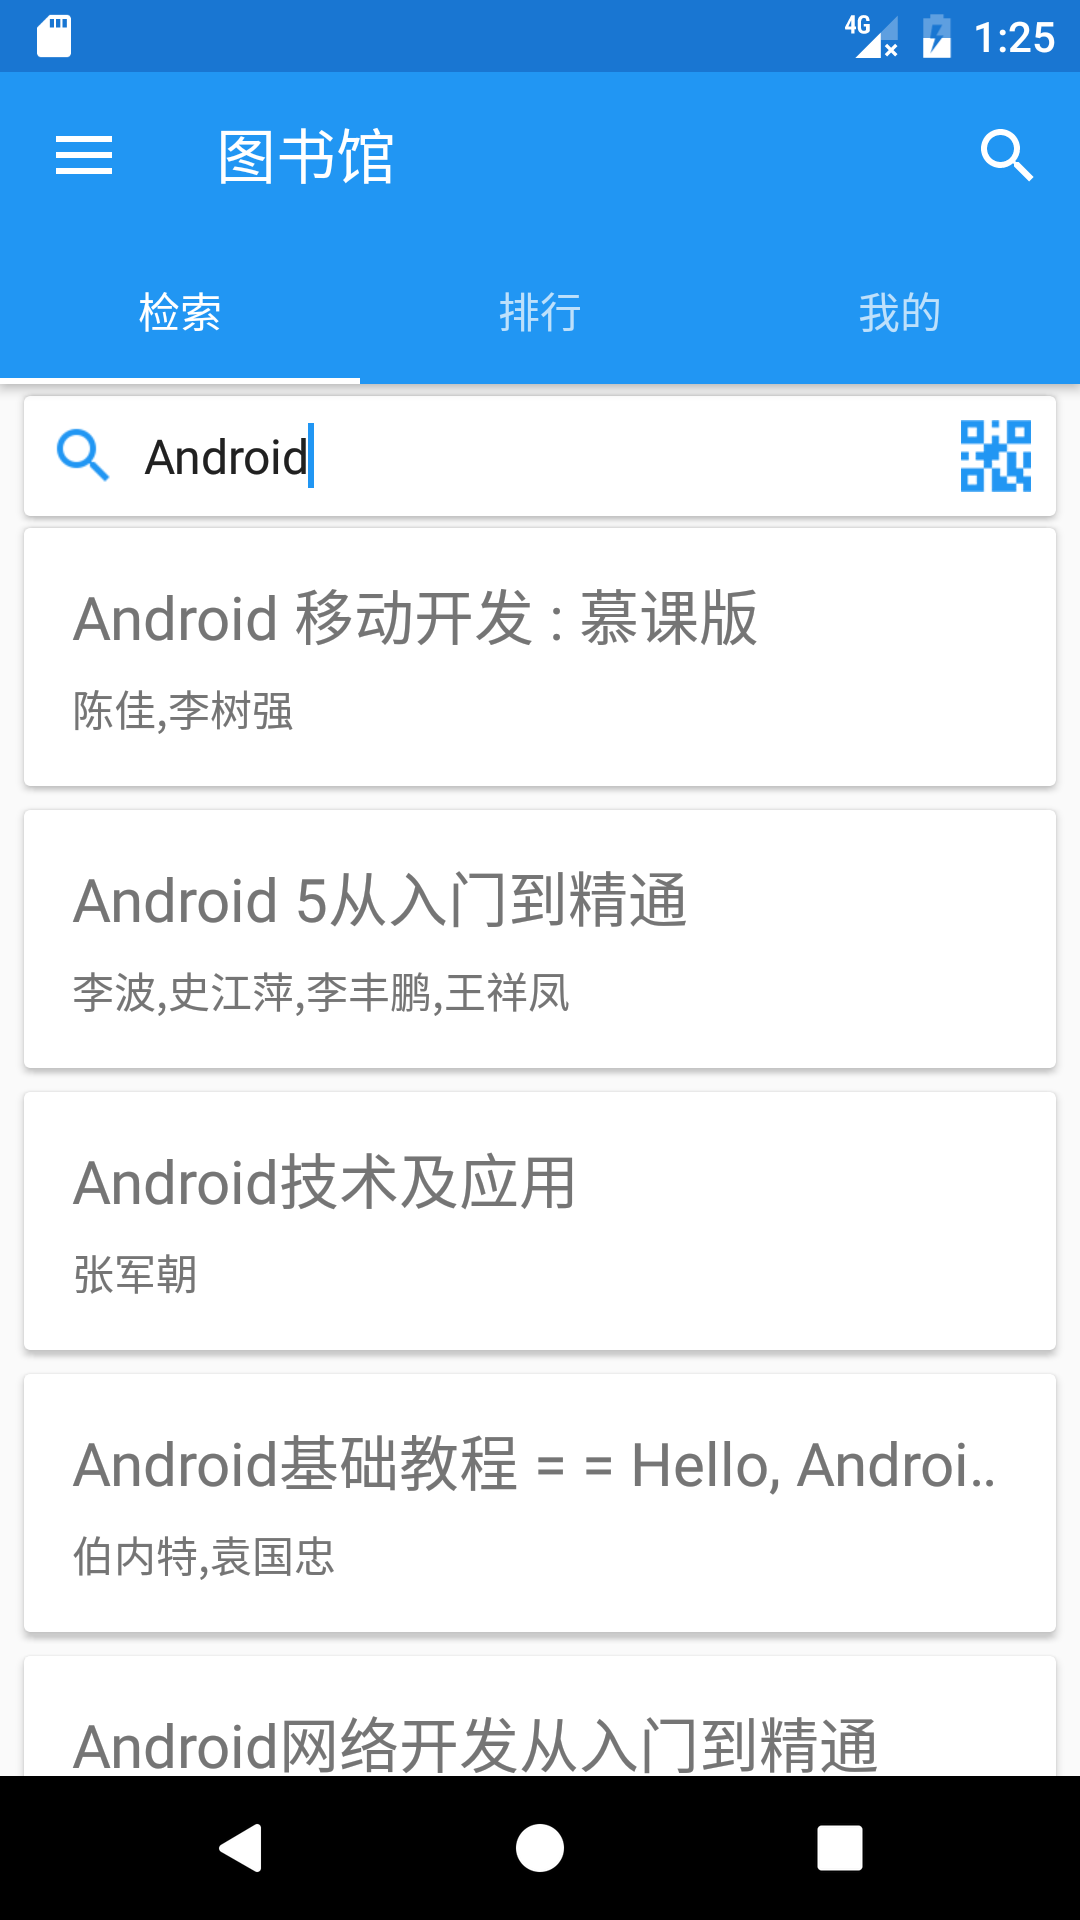 4G 1:25
图书馆
检索 排行 我的
Android
Android 移动开发 : 慕课版
陈佳,李树强
Android 5从入门到精通
李波,史江萍,李丰鹏,王祥凤
Android技术及应用
张军朝
Android基础教程 = = Hello, Androi..
伯内特,袁国忠
Android网络开发从入门到精通